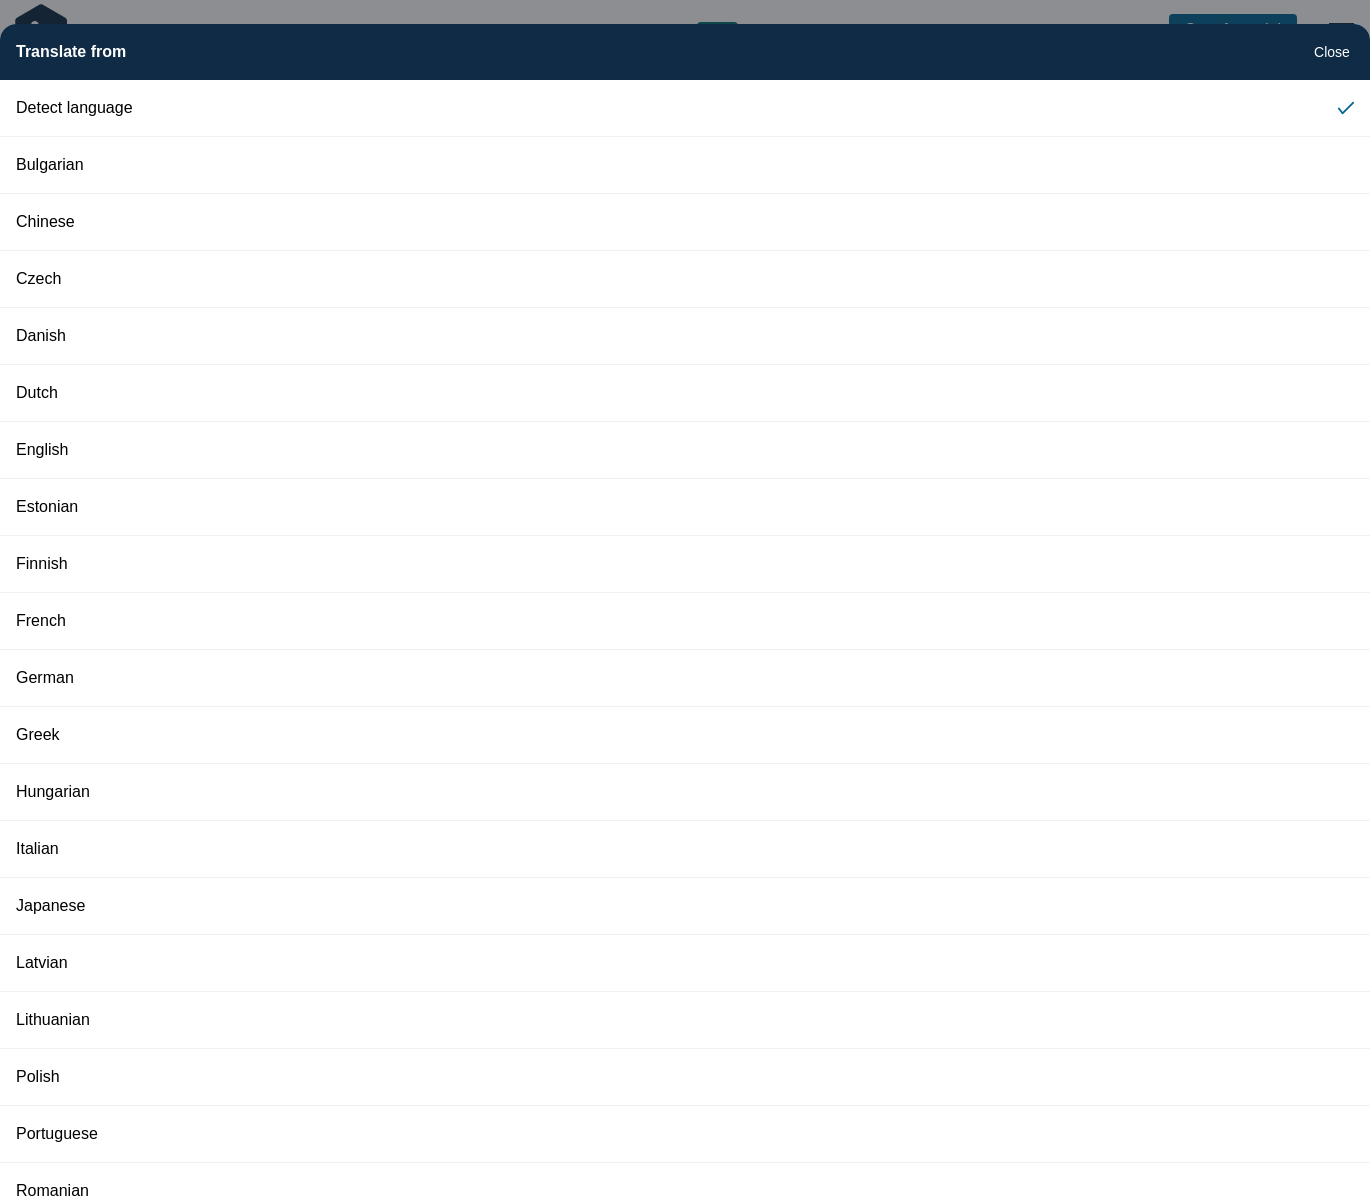 Translate from
Close
Detect language
Bulgarian
Chinese
Czech
Danish
Dutch
English
Estonian
Finnish
French
German
Greek
Hungarian
Italian
Japanese
Latvian
Lithuanian
Polish
Portuguese
Romanian